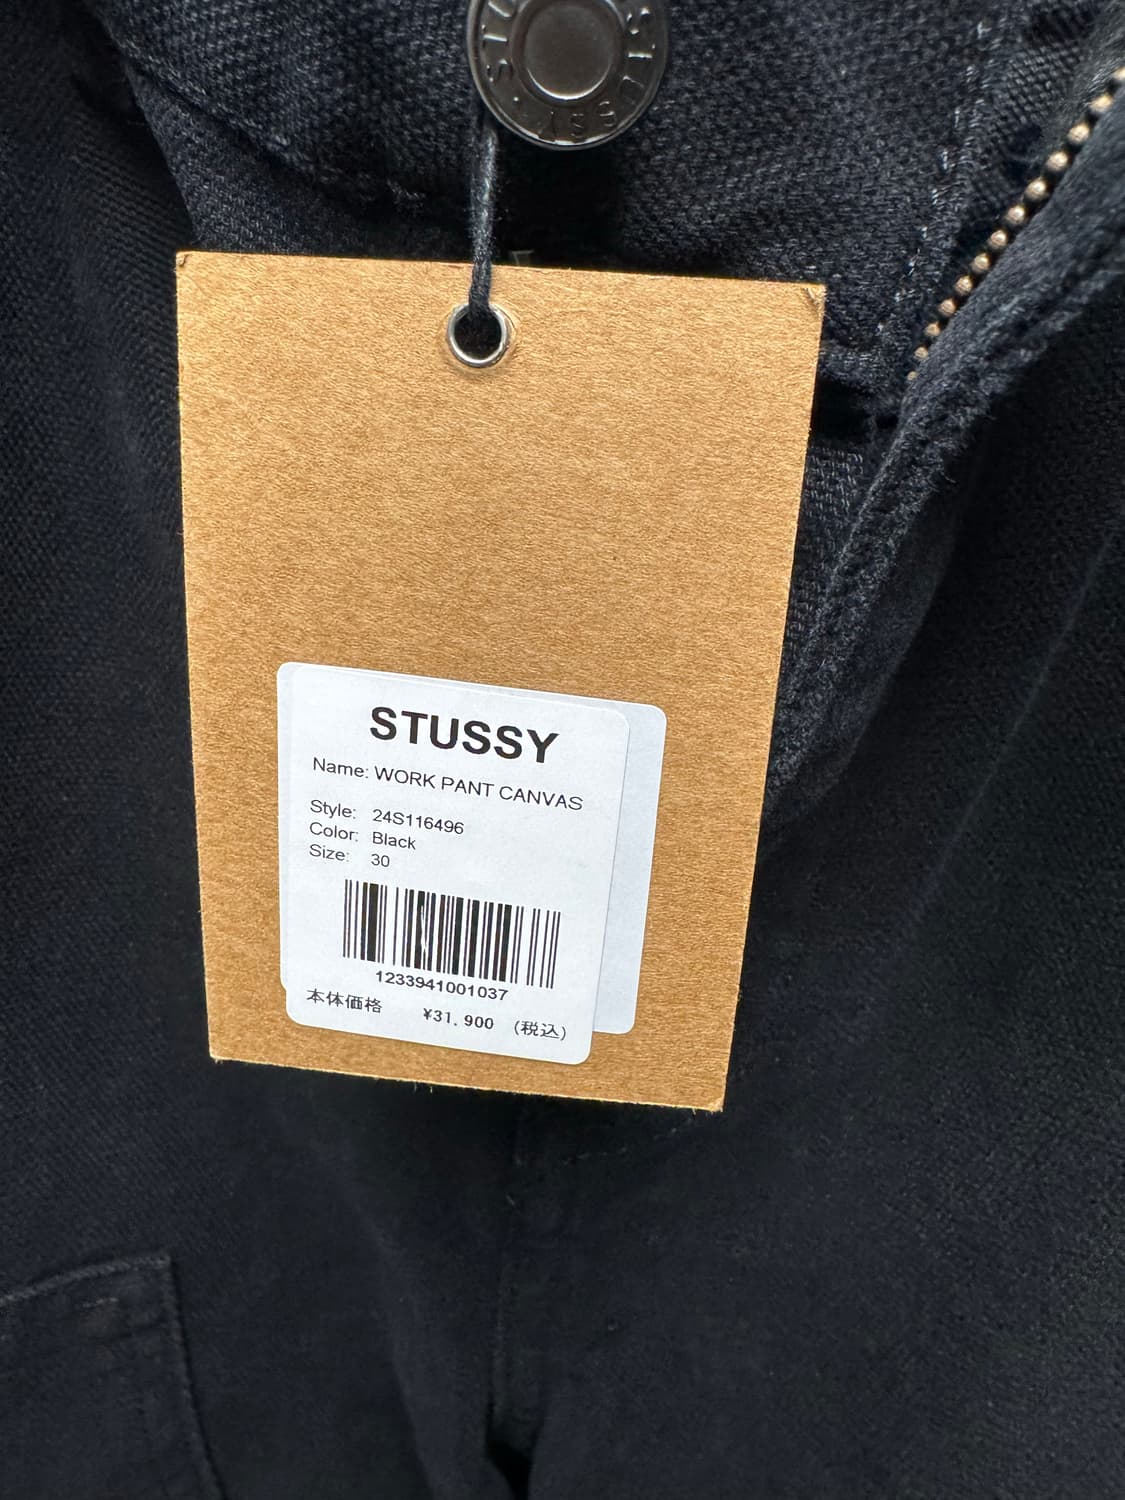 STUSSY
STUSSY
Name: WORK PANT CANVAS
Style: 24S116496
Color: Black
Size: 30
1233941001037
本体価格 ¥31,900 (税込)